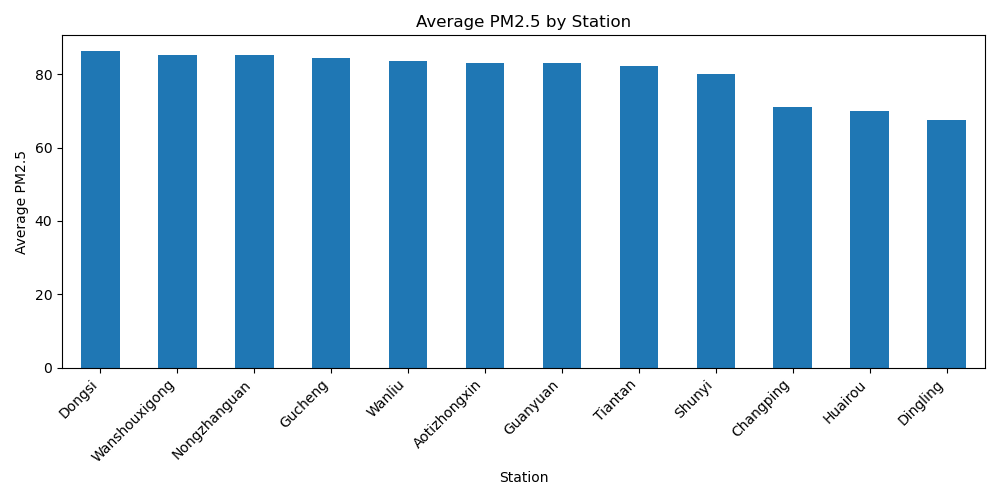 Average PM2.5 by Station
Average PM2.5
80
60
40
20
0
Dongsi
Wanshouxigong
Nongzhanguan
Gucheng
Wanliu
Aotizhongxin
Guanyuan
Tiantan
Shunyi
Changping
Huairou
Dingling
Station